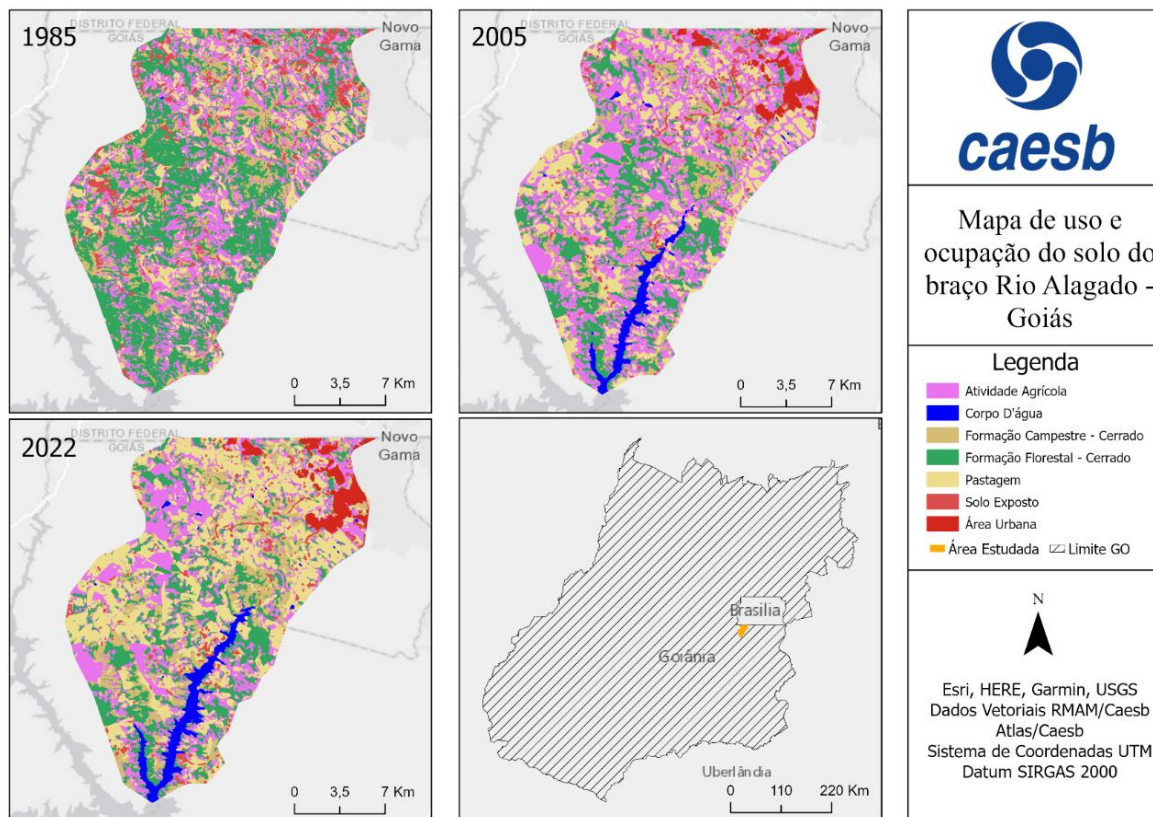 1985
DISTRITO FEDERAL
GOIÁS
Novo
Gama
0 3,5 7 Km
2005
DISTRITO FEDERAL
GOIÁS
Novo
Gama
0 3,5 7 Km
2022
DISTRITO FEDERAL
GOIÁS
Novo
Gama
0 3,5 7 Km
Brasilia
Goiânia
Uberlândia
0 110 220 Km
caesb
Mapa de uso e
ocupação do solo do
braço Rio Alagado -
Goiás
Legenda
Atividade Agrícola
Corpo D'água
Formação Campestre - Cerrado
Formação Florestal - Cerrado
Pastagem
Solo Exposto
Área Urbana
Área Estudada Limite GO
N
Esri, HERE, Garmin, USGS
Dados Vetoriais RMAM/Caesb
Atlas/Caesb
Sistema de Coordenadas UTM
Datum SIRGAS 2000